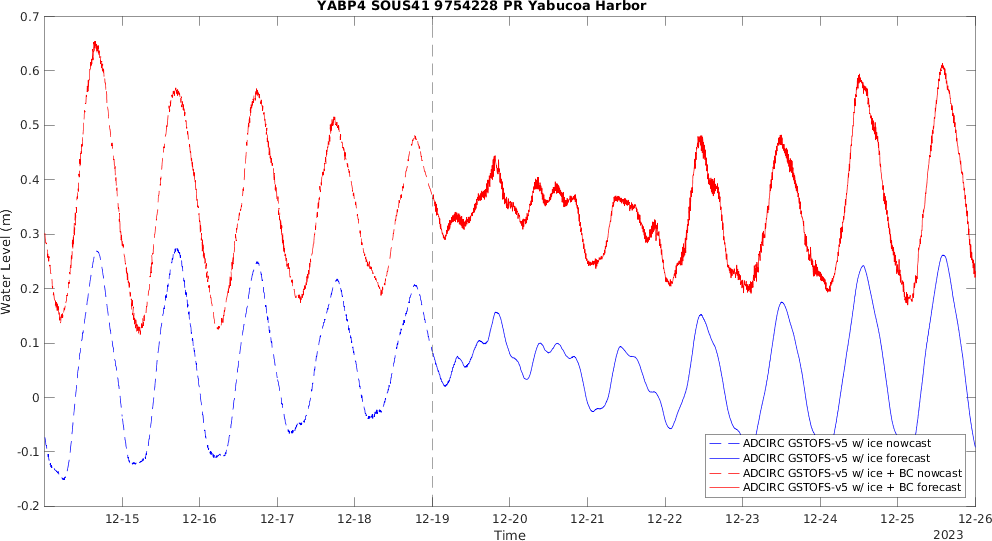 YABP4 SOUS41 9754228 PR Yabucoa Harbor
0.7
0.6
0.5
0.4
0.3
0.2
0.1
0
-0.1
-0.2
Water Level (m)
12-15 12-16 12-17 12-18 12-19 12-20 12-21 12-22 12-23 12-24 12-25 12-26
Time
2023
ADCIRC GSTOFS-v5 w/ ice nowcast
ADCIRC GSTOFS-v5 w/ ice forecast
ADCIRC GSTOFS-v5 w/ ice + BC nowcast
ADCIRC GSTOFS-v5 w/ ice + BC forecast